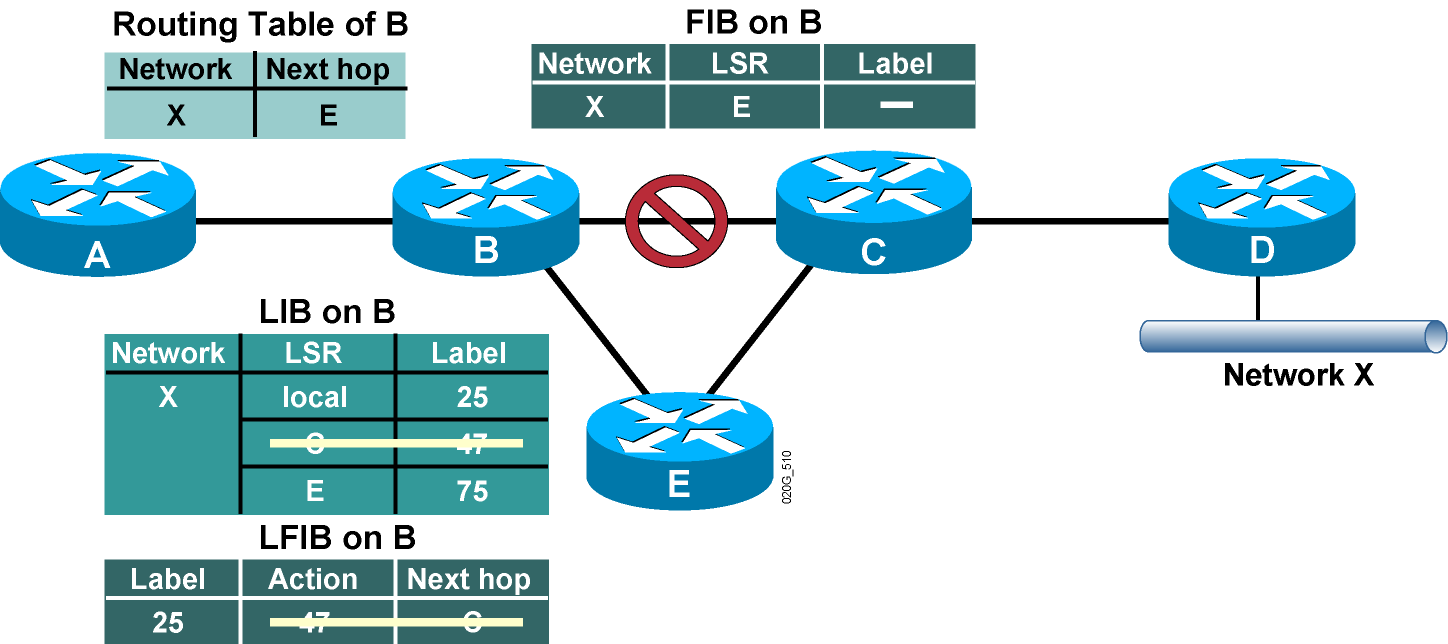 Routing Table of B
Network Next hop
X E
FIB on B
Network LSR Label
X E —
A
B
C
D
Network X
LIB on B
Network LSR Label
X local 25
C 47
E 75
E
020G_510
LFIB on B
Label Action Next hop
25 47 C